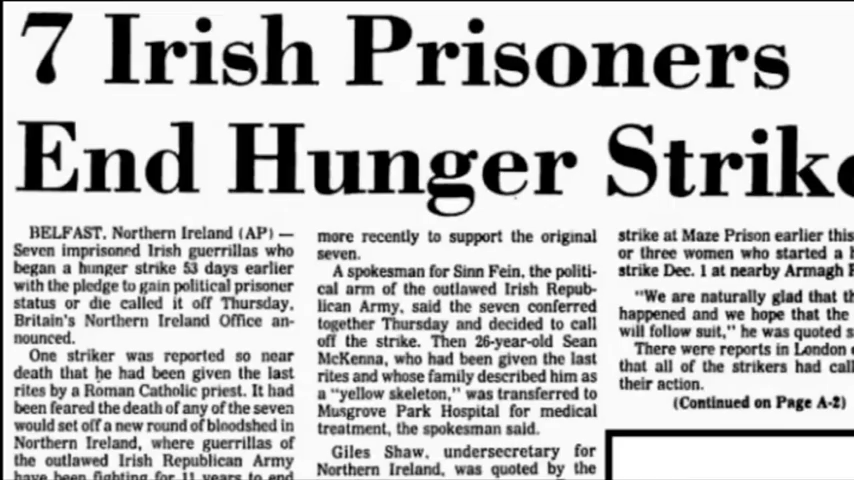 7 Irish Prisoners
End Hunger Strike
BELFAST, Northern Ireland (AP) —
Seven imprisoned Irish guerrillas who
began a hunger strike 53 days earlier
with the pledge to gain political prisoner
status or die called it off Thursday,
Britain's Northern Ireland Office an-
nounced.
One striker was reported so near
death that he had been given the last
rites by a Roman Catholic priest. It had
been feared the death of any of the seven
would set off a new round of bloodshed in
Northern Ireland, where guerrillas of
the outlawed Irish Republican Army
have been fighting for 11 years to end
more recently to support the original
seven.
A spokesman for Sinn Fein, the politi-
cal arm of the outlawed Irish Repub-
lican Army, said the seven conferred
together Thursday and decided to call
off the strike. Then 26-year-old Sean
McKenna, who had been given the last
rites and whose family described him as
a "yellow skeleton," was transferred to
Musgrove Park Hospital for medical
treatment, the spokesman said.
Giles Shaw, undersecretary for
Northern Ireland, was quoted by the
strike at Maze Prison earlier this
or three women who started a h
strike Dec. 1 at nearby Armagh
"We are naturally glad that th
happened and we hope that the
will follow suit," he was quoted s
There were reports in London
that all of the strikers had call
their action.
(Continued on Page A-2)